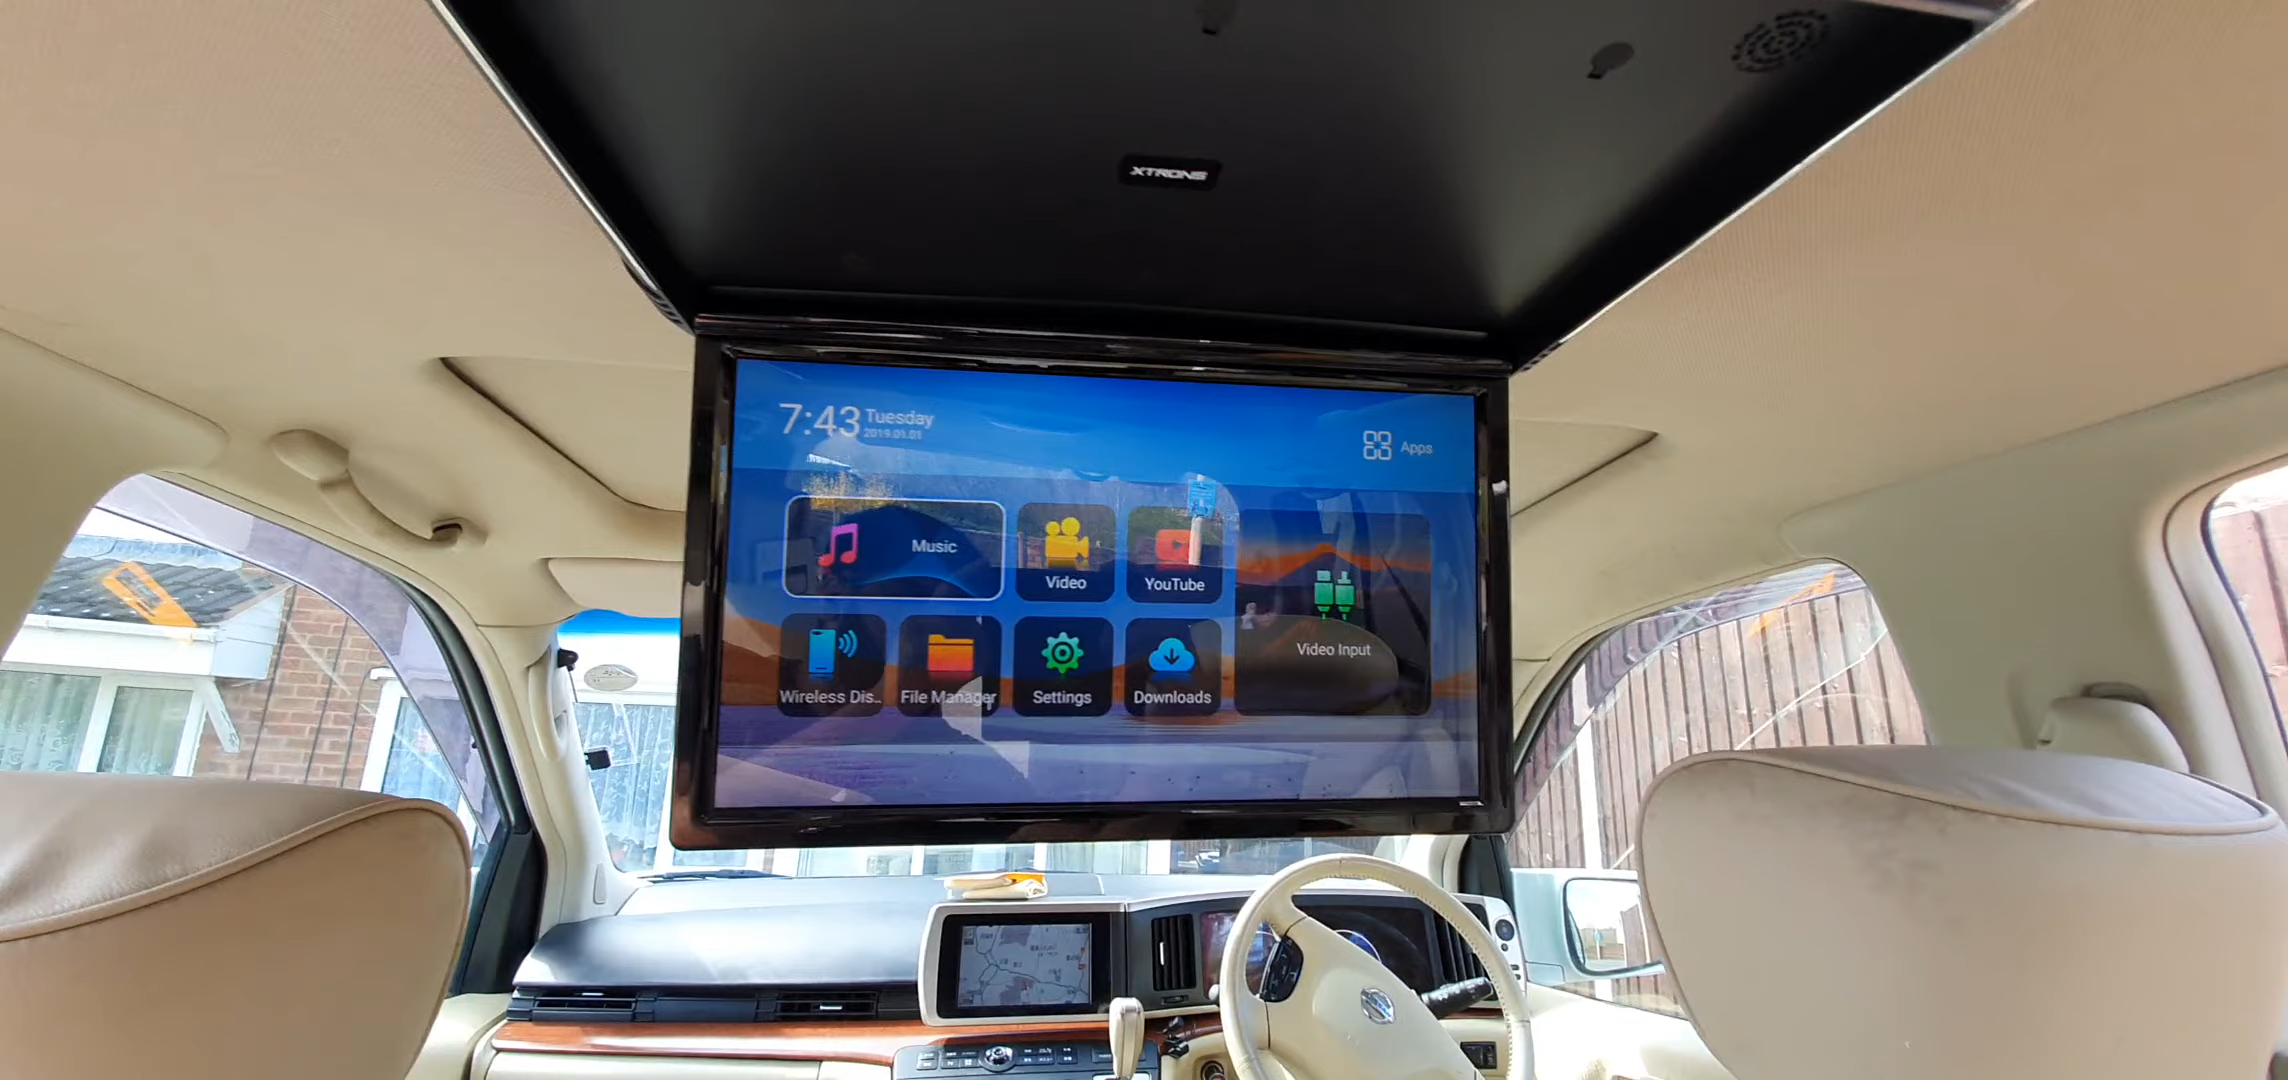 XTRONS
7:43 Tuesday
2019.01.01
Apps
Music
Video
YouTube
Video Input
Wireless Dis..
File Manager
Settings
Downloads